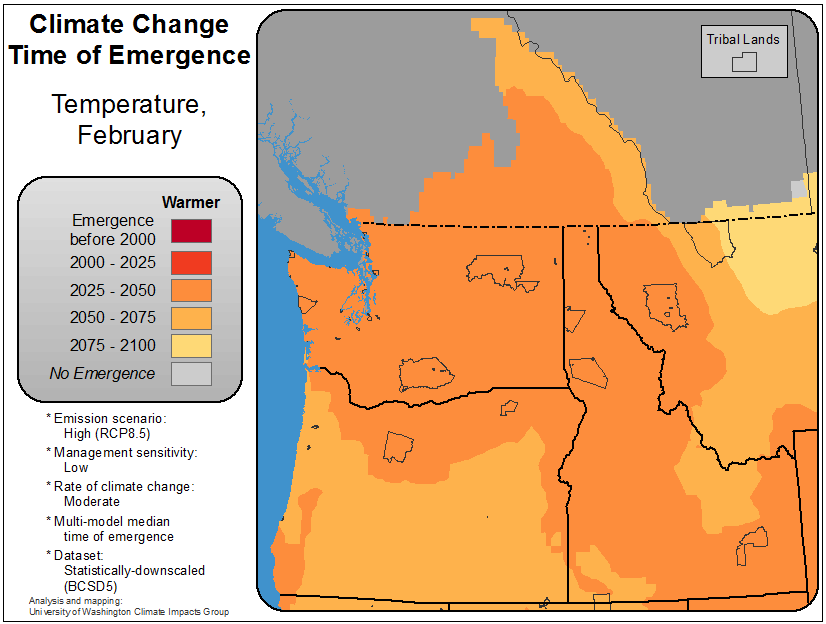 Climate Change
Time of Emergence
Temperature,
February
Warmer
Emergence
before 2000
2000 - 2025
2025 - 2050
2050 - 2075
2075 - 2100
No Emergence
* Emission scenario:
High (RCP8.5)
* Management sensitivity:
Low
* Rate of climate change:
Moderate
* Multi-model median
time of emergence
* Dataset:
Statistically-downscaled
(BCSD5)
Analysis and mapping:
University of Washington Climate Impacts Group
Tribal Lands